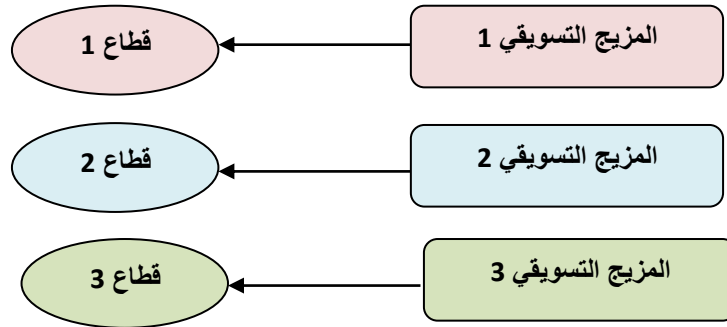 المزيج التسويقي 1
قطاع 1
المزيج التسويقي 2
قطاع 2
المزيج التسويقي 3
قطاع 3